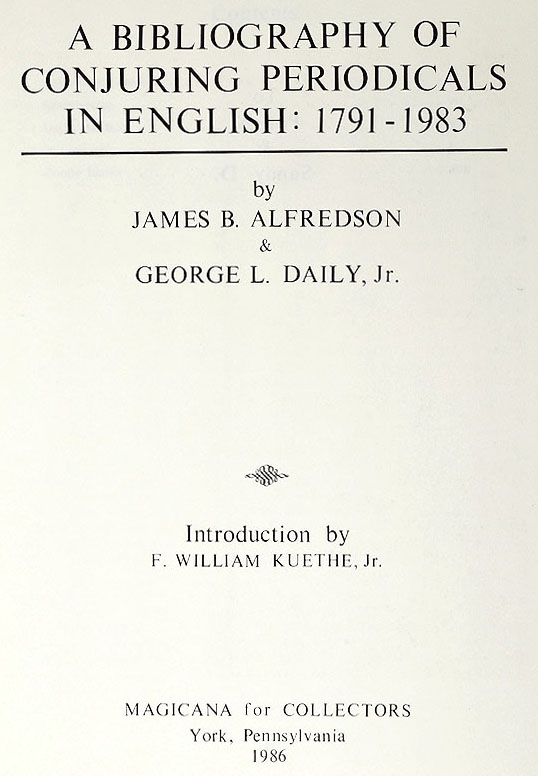 A BIBLIOGRAPHY OF
CONJURING PERIODICALS
IN ENGLISH: 1791-1983
by
JAMES B. ALFREDSON
&
GEORGE L. DAILY, Jr.
Introduction by
F. WILLIAM KUETHE, Jr.
MAGICANA for COLLECTORS
York, Pennsylvania
1986